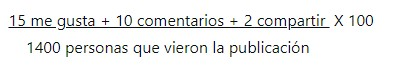 15 me gusta + 10 comentarios + 2 compartir X 100
1400 personas que vieron la publicación